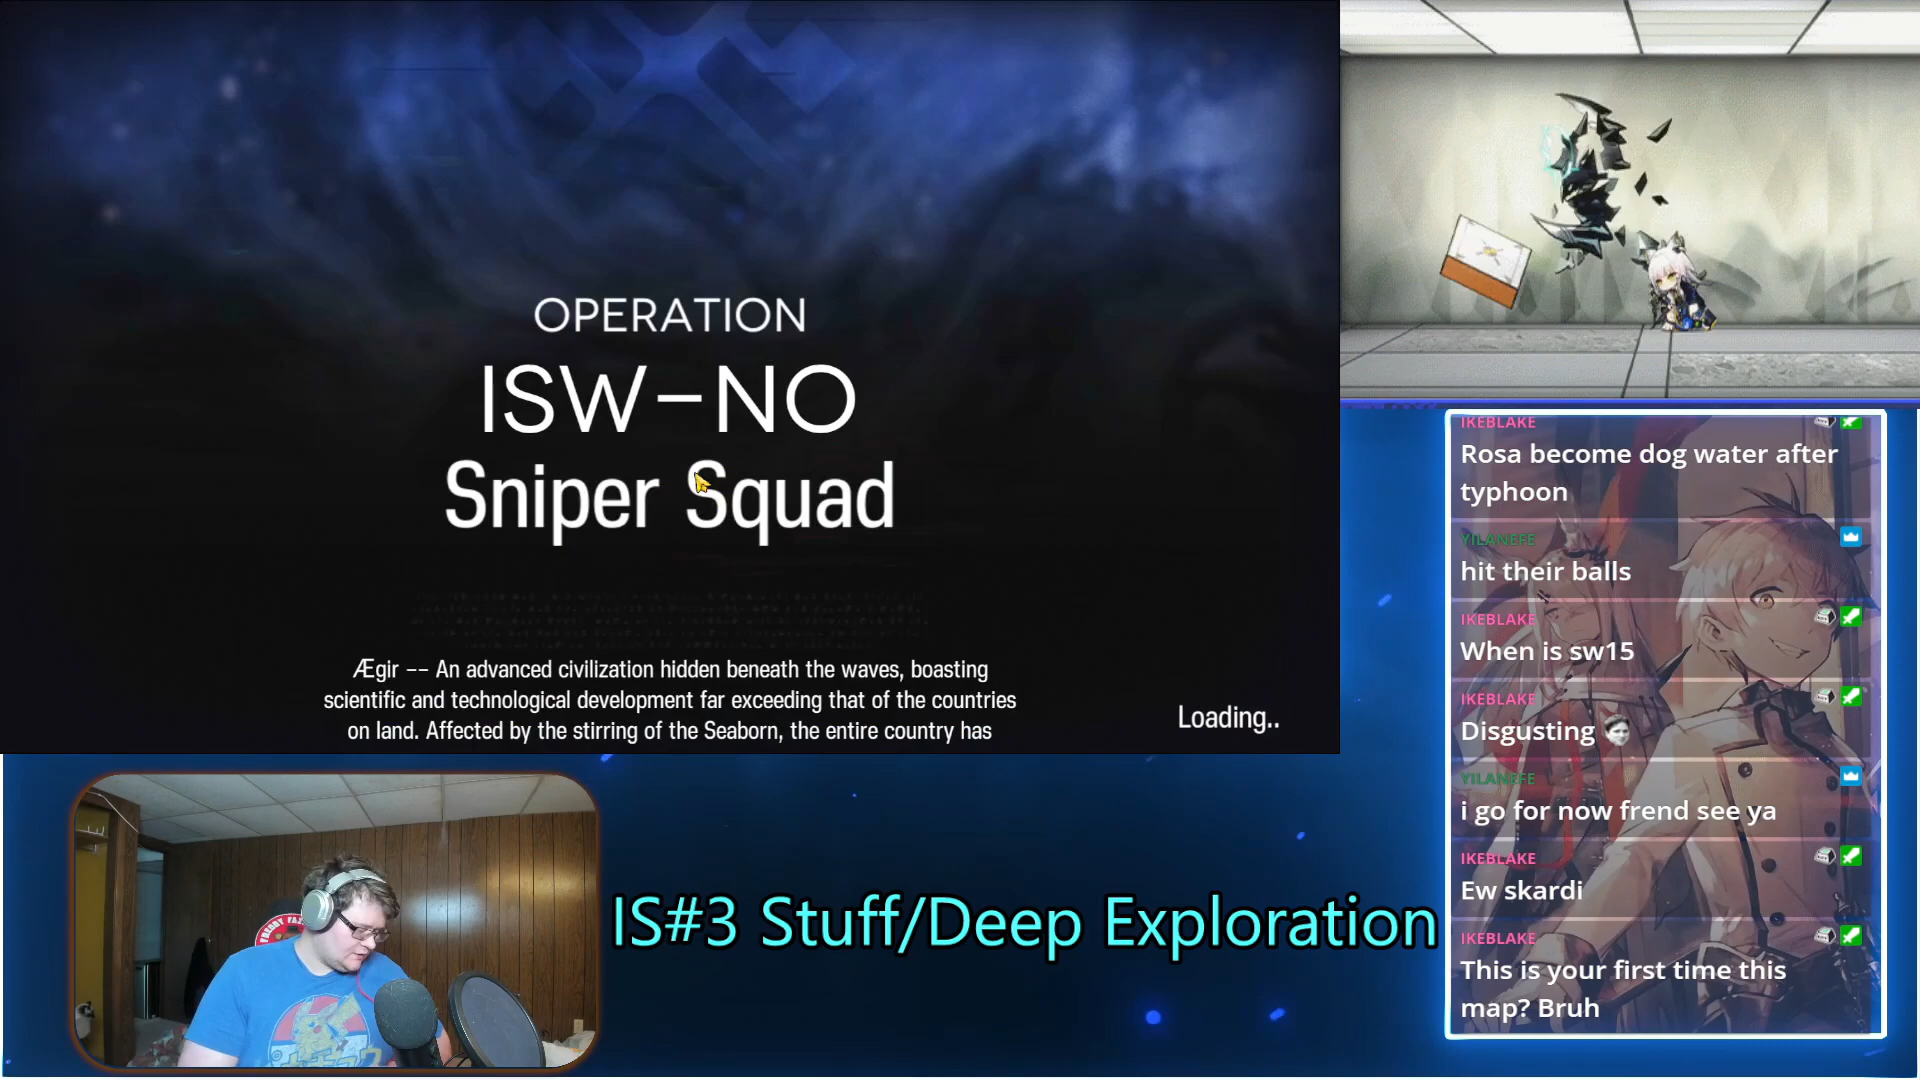 OPERATION
ISW-NO
Sniper Squad
Ægir -- An advanced civilization hidden beneath the waves, boasting
scientific and technological development far exceeding that of the countries
on land. Affected by the stirring of the Seaborn, the entire country has
Loading..
IKEBLAKE
Rosa become dog water after
typhoon
YILANEFE
hit their balls
IKEBLAKE
When is sw15
IKEBLAKE
Disgusting
YILANEFE
i go for now frend see ya
IKEBLAKE
Ew skardi
IKEBLAKE
This is your first time this
map? Bruh
IS#3 Stuff/Deep Exploration